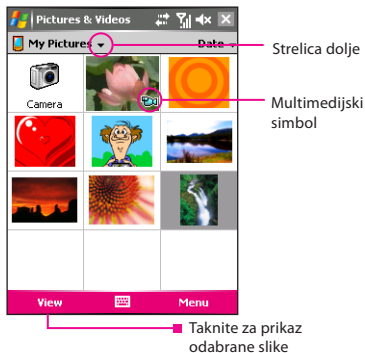 Pictures & Videos
My Pictures
Date
Strelica dolje
Camera
Multimedijski
simbol
View
Menu
Taknite za prikaz
odabrane slike